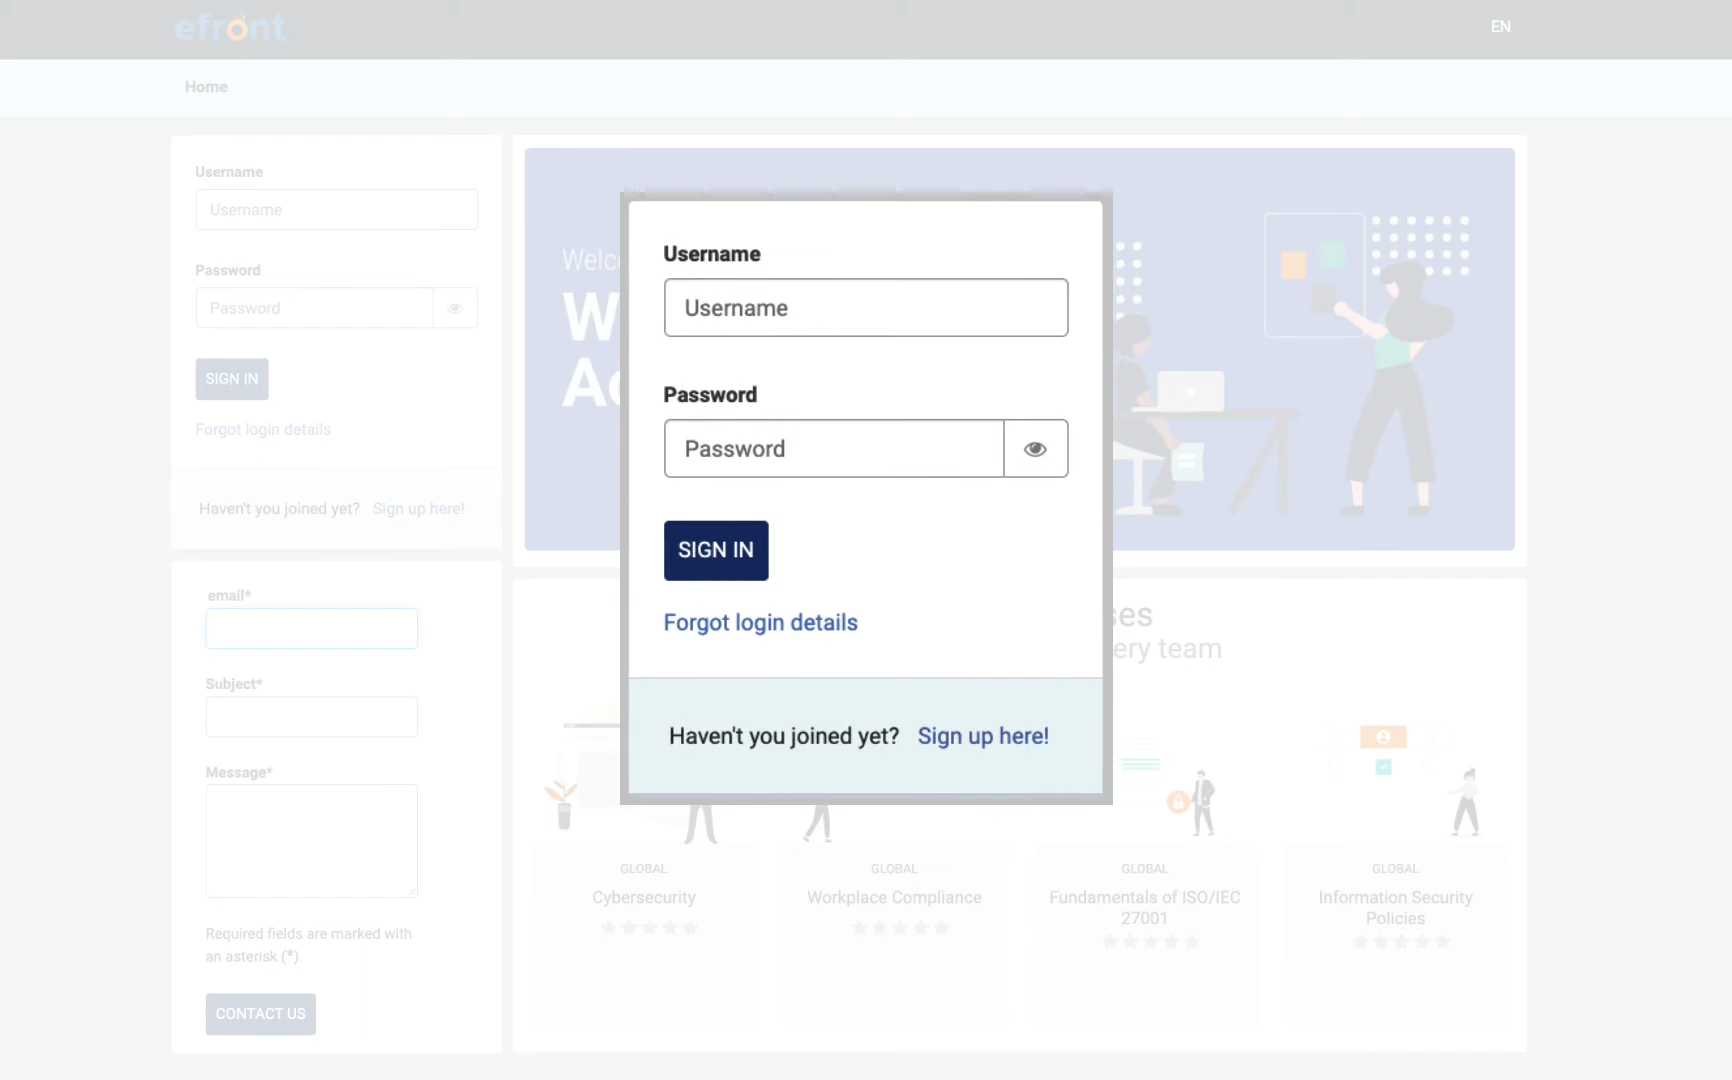 efront
EN
Home
Username
Username
Password
Password
SIGN IN
Forgot login details
Haven't you joined yet? Sign up here!
email*
Subject*
Message*
Required fields are marked with
an asterisk (*).
CONTACT US
Username
Username
Password
Password
SIGN IN
Forgot login details
Haven't you joined yet? Sign up here!
GLOBAL
Cybersecurity
GLOBAL
Workplace Compliance
GLOBAL
Fundamentals of ISO/IEC
27001
GLOBAL
Information Security
Policies
team